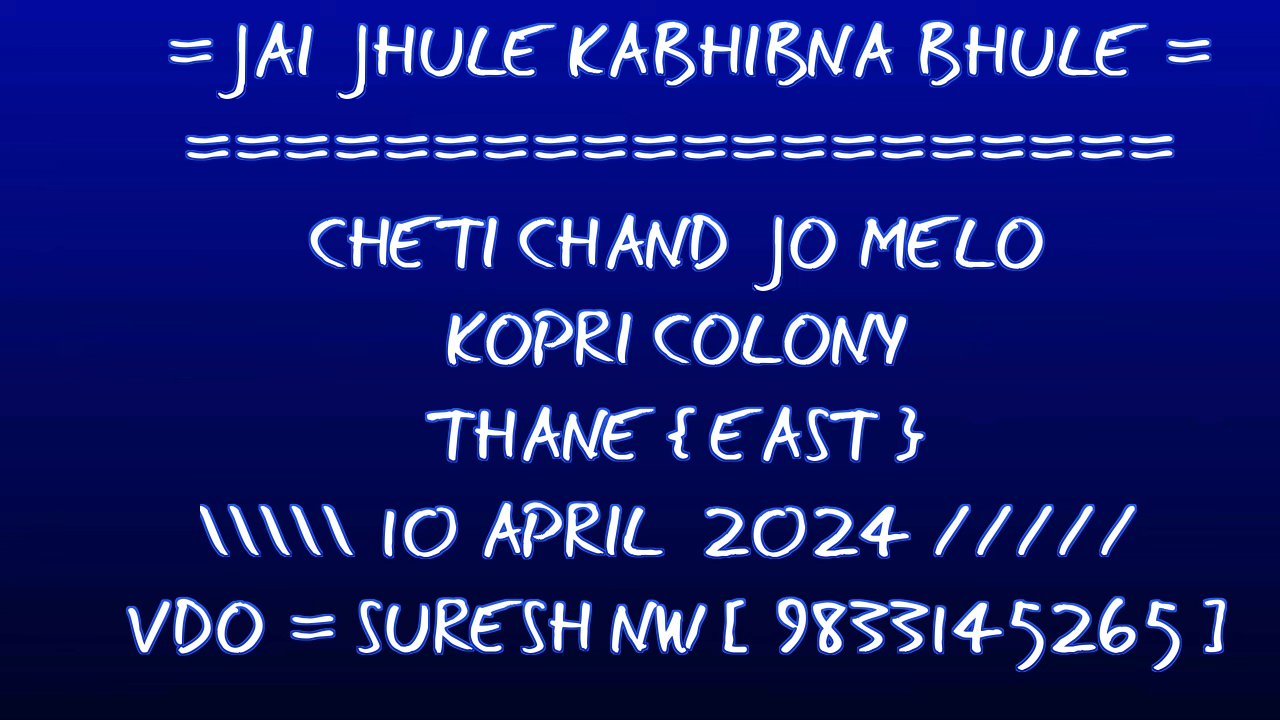 = JAI JHULE KABHIBNA BHULE =
====================
CHETI CHAND JO MELO
KOPRI COLONY
THANE { EAST }
\\\\\ 10 APRIL 2024 /////
VDO = SURESH NW [ 9833145265 ]